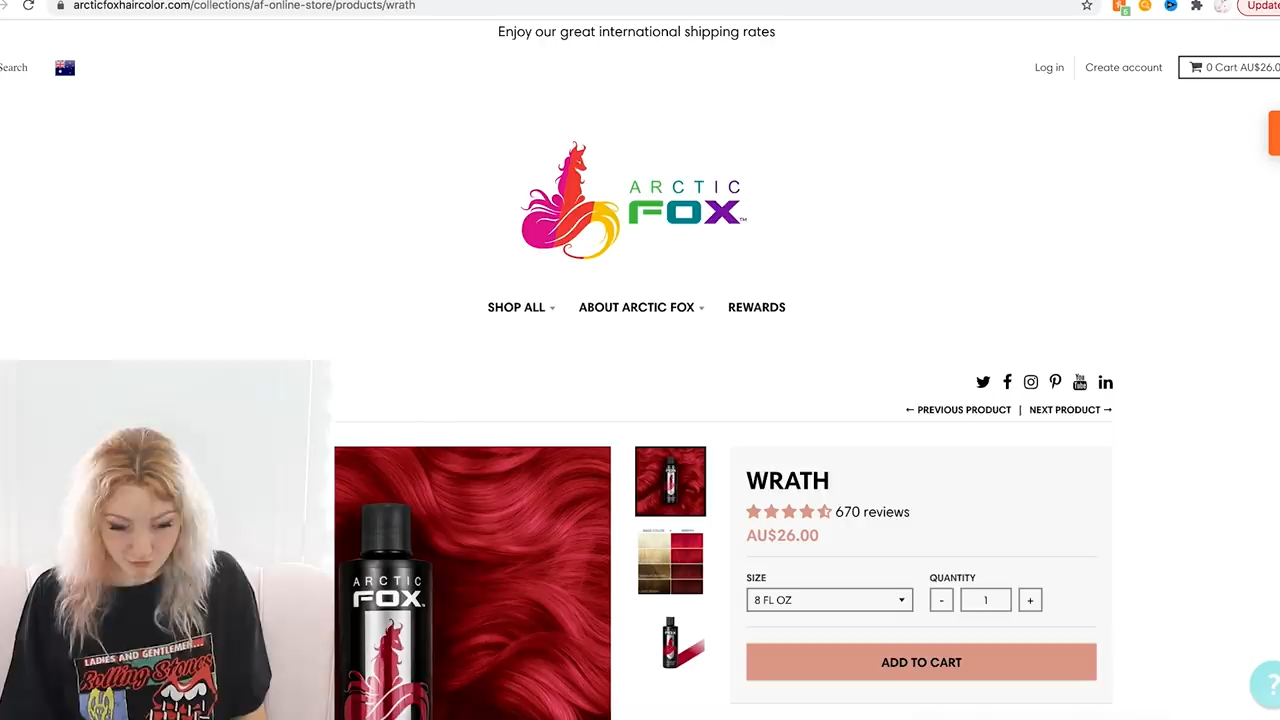 arcticfoxhaircolor.com/collections/af-online-store/products/wrath
Update
Enjoy our great international shipping rates
Search
Log in
Create account
0 Cart AU$26.0
ARCTIC
FOX™
SHOP ALL
ABOUT ARCTIC FOX
REWARDS
← PREVIOUS PRODUCT | NEXT PRODUCT →
WRATH
670 reviews
AU$26.00
SIZE
QUANTITY
8 FL OZ
-
1
+
ADD TO CART
ARCTIC
FOX
LADIES AND GENTLEMEN...
Rolling Stones
?